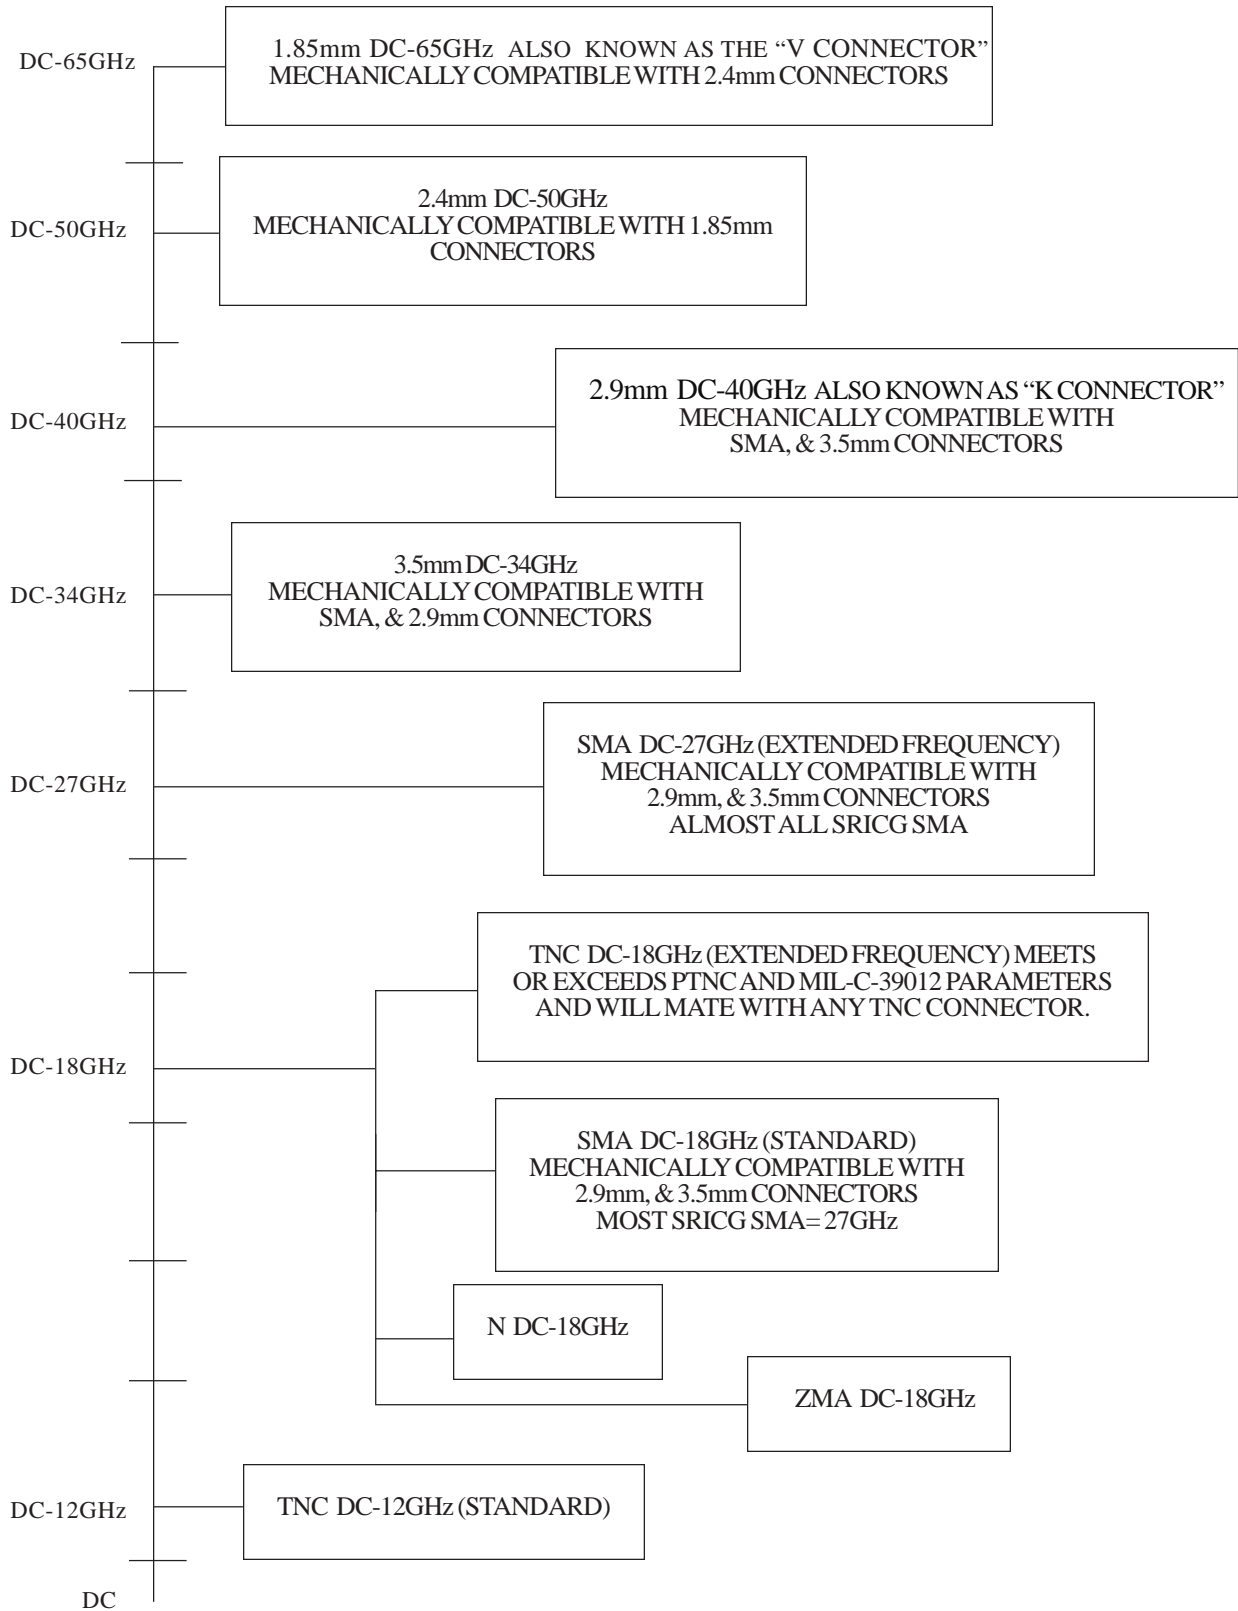 DC-65GHz
1.85mm DC-65GHz ALSO KNOWN AS THE “V CONNECTOR”
MECHANICALLY COMPATIBLE WITH 2.4mm CONNECTORS
DC-50GHz
2.4mm DC-50GHz
MECHANICALLY COMPATIBLE WITH 1.85mm
CONNECTORS
DC-40GHz
2.9mm DC-40GHz ALSO KNOWN AS “K CONNECTOR”
MECHANICALLY COMPATIBLE WITH
SMA, & 3.5mm CONNECTORS
DC-34GHz
3.5mm DC-34GHz
MECHANICALLY COMPATIBLE WITH
SMA, & 2.9mm CONNECTORS
DC-27GHz
SMA DC-27GHz (EXTENDED FREQUENCY)
MECHANICALLY COMPATIBLE WITH
2.9mm, & 3.5mm CONNECTORS
ALMOST ALL SRICG SMA
DC-18GHz
TNC DC-18GHz (EXTENDED FREQUENCY) MEETS
OR EXCEEDS PTNC AND MIL-C-39012 PARAMETERS
AND WILL MATE WITH ANY TNC CONNECTOR.
SMA DC-18GHz (STANDARD)
MECHANICALLY COMPATIBLE WITH
2.9mm, & 3.5mm CONNECTORS
MOST SRICG SMA= 27GHz
N DC-18GHz
ZMA DC-18GHz
DC-12GHz
TNC DC-12GHz (STANDARD)
DC